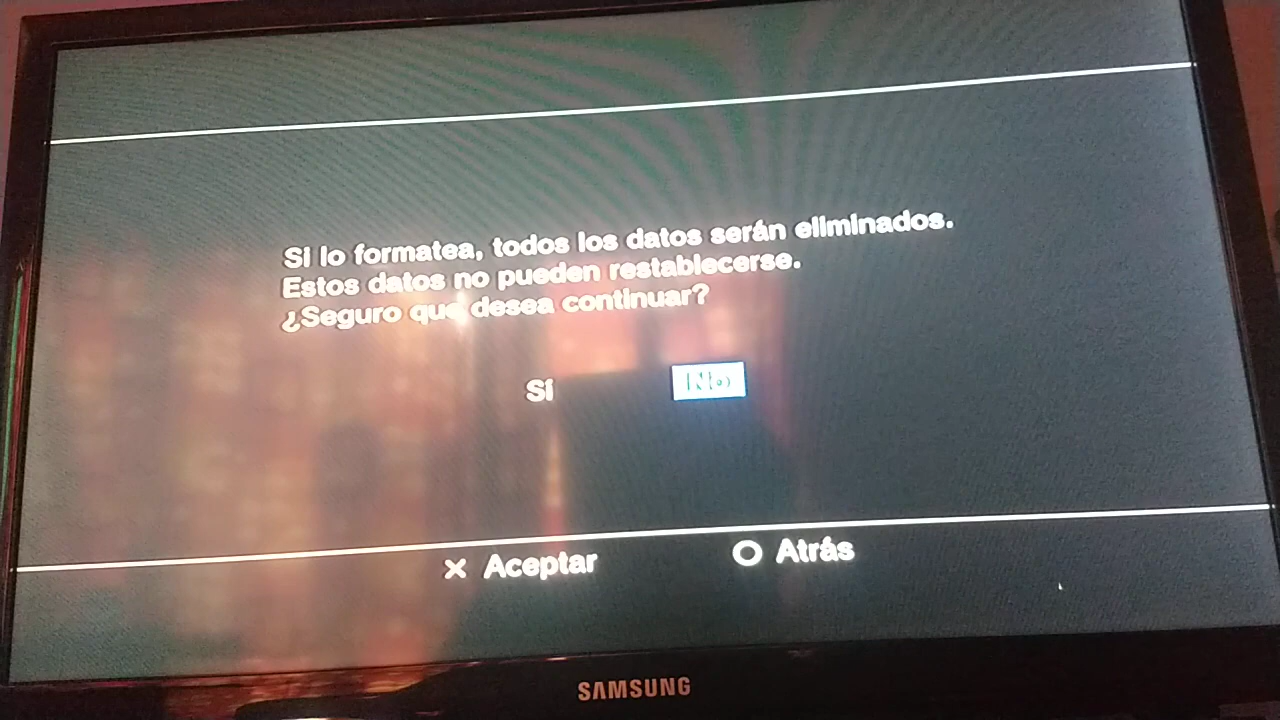 Si lo formatea, todos los datos serán eliminados.
Estos datos no pueden restablecerse.
¿Seguro que desea continuar?
Sí No
X Aceptar O Atrás
SAMSUNG